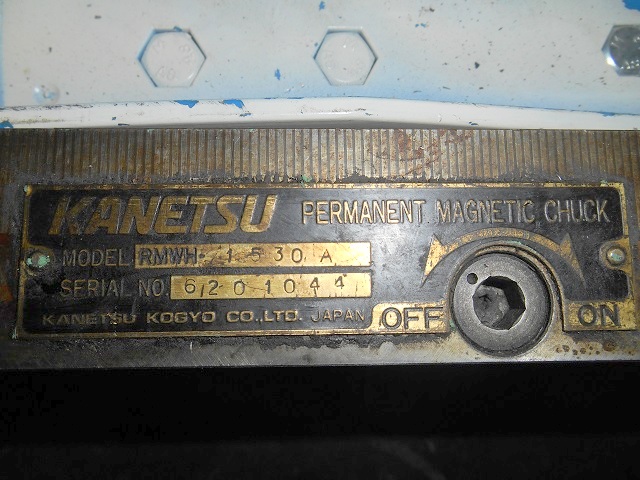 KANETSU PERMANENT MAGNETIC CHUCK
MODEL RMWH-1530A
SERIAL NO. 6201044
KANETSU KOGYO CO.,LTD. JAPAN OFF ON